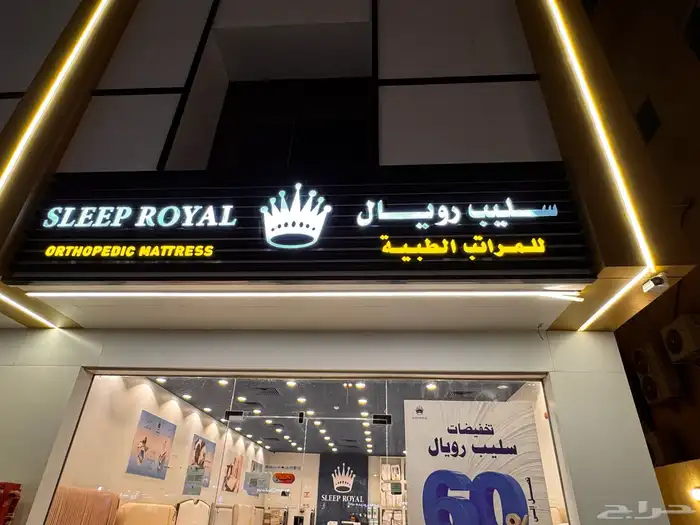 SLEEP ROYAL
ORTHOPEDIC MATTRESS
سليب رويال
للمراتب الطبية
تخفيضات
سليب رويال
60%
SLEEP ROYAL
حراج